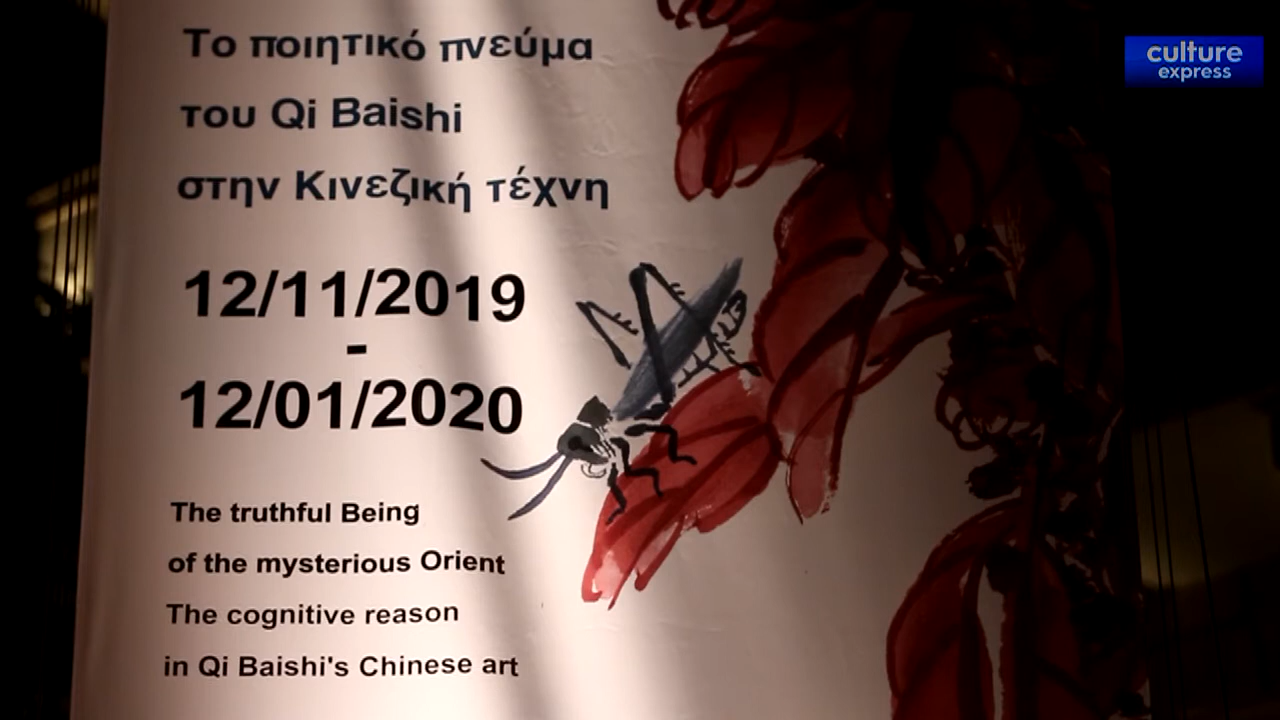 Το ποιητικό πνεύμα
του Qi Baishi
στην Κινεζική τέχνη
12/11/2019
-
12/01/2020
The truthful Being
of the mysterious Orient
The cognitive reason
in Qi Baishi's Chinese art
culture
express